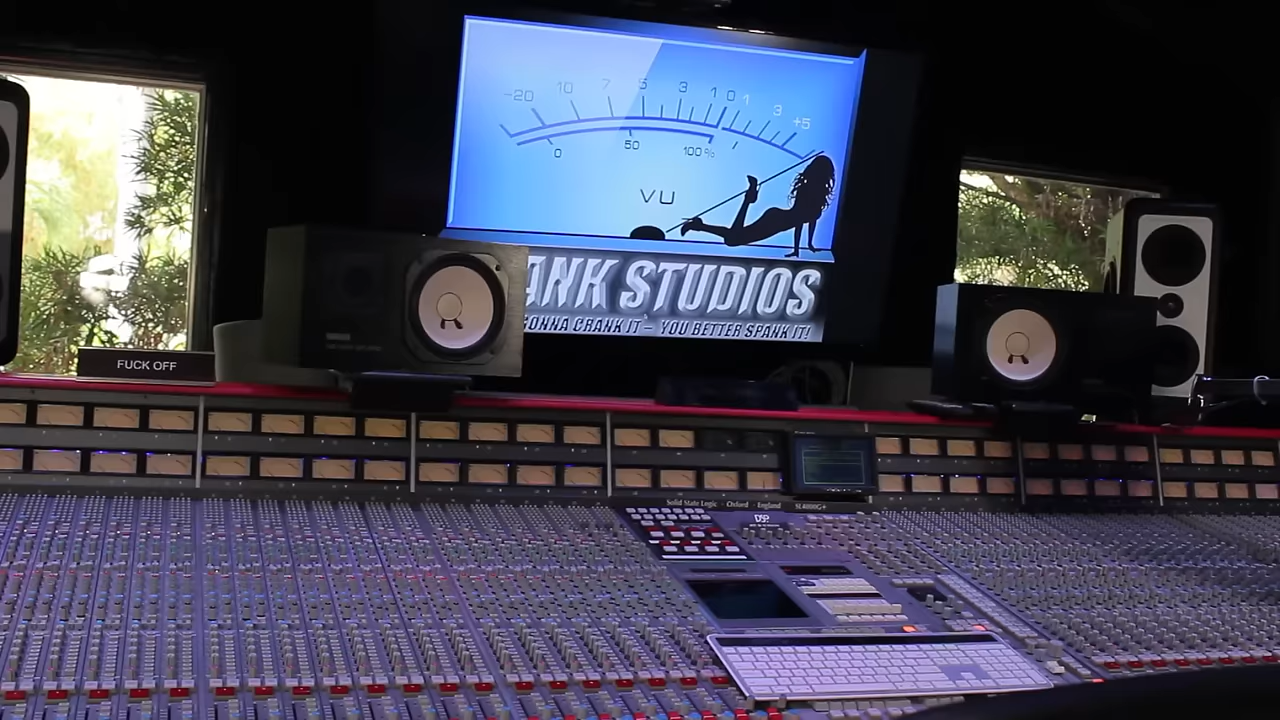 -20 10 7 5 3 1 0 1 3 +5
0 50 100%
VU
ANK STUDIOS
GONNA CRANK IT – YOU BETTER SPANK IT!
FUCK OFF
Solid State Logic · Oxford · England SL4000G+